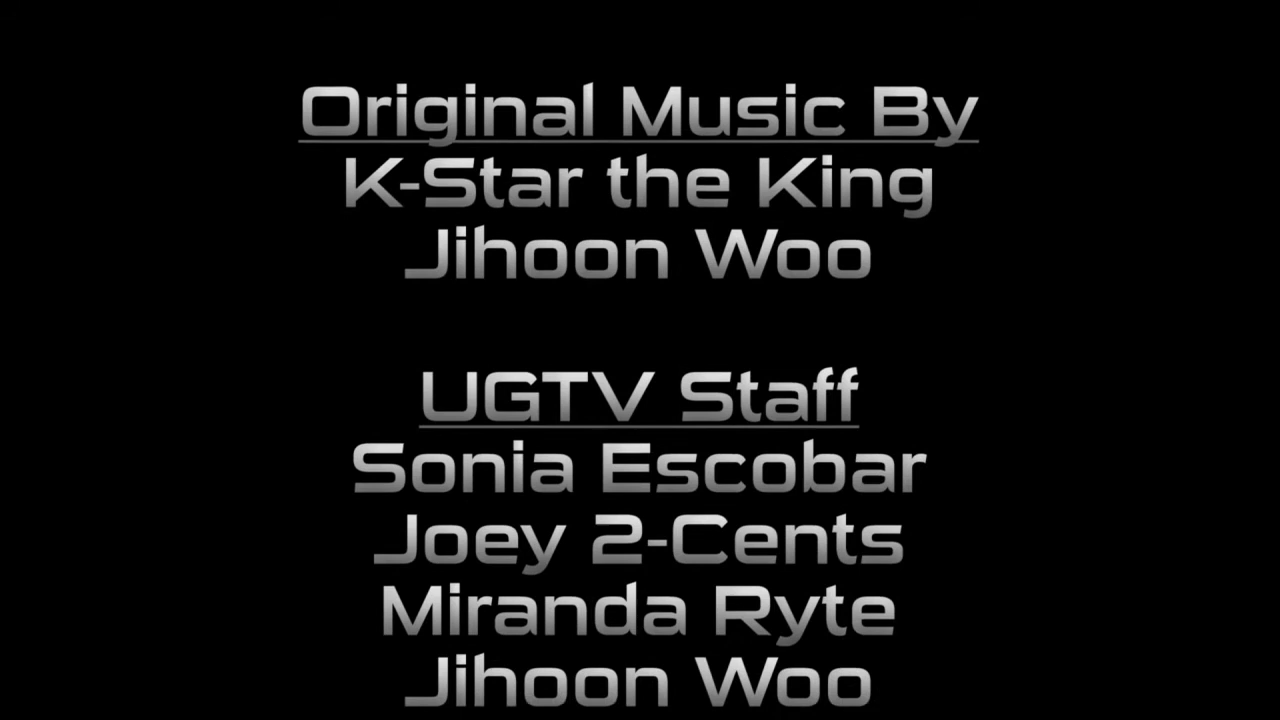 Original Music By
K-Star the King
Jihoon Woo
UGTV Staff
Sonia Escobar
Joey 2-Cents
Miranda Ryte
Jihoon Woo